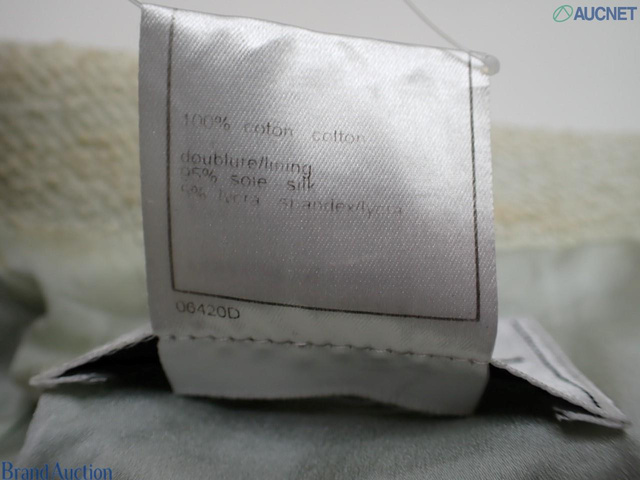 AUCNET
100% coton cotton
doublure/lining
95% soie silk
5% lycra spandex/lycra
06420D
Brand Auction